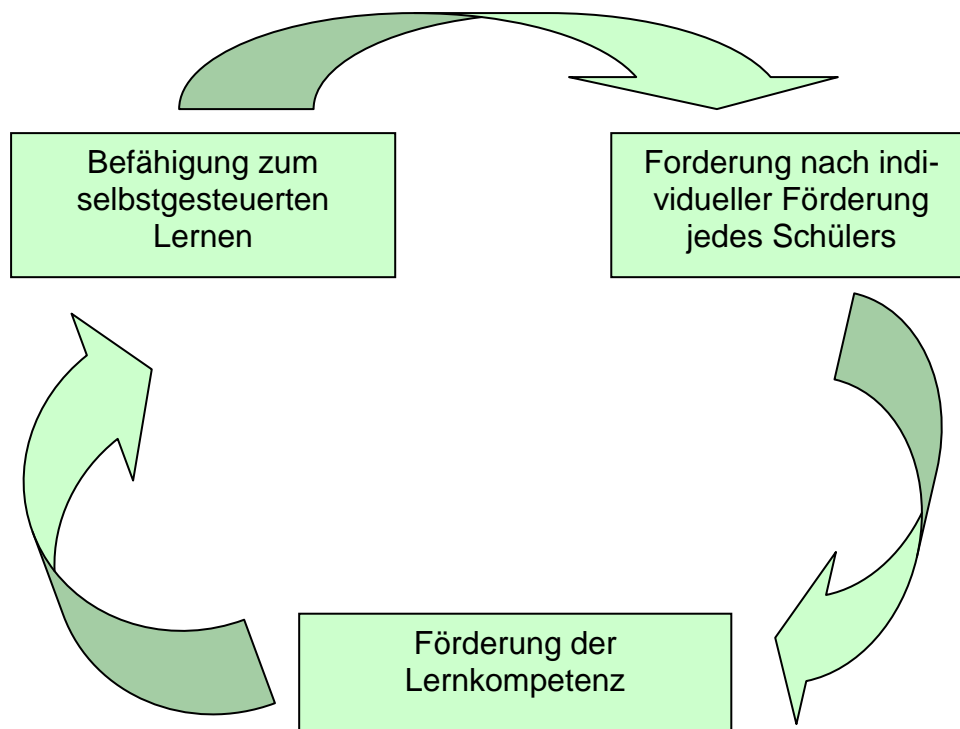 Befähigung zum
selbstgesteuerten
Lernen
Forderung nach indi-
vidueller Förderung
jedes Schülers
Förderung der
Lernkompetenz